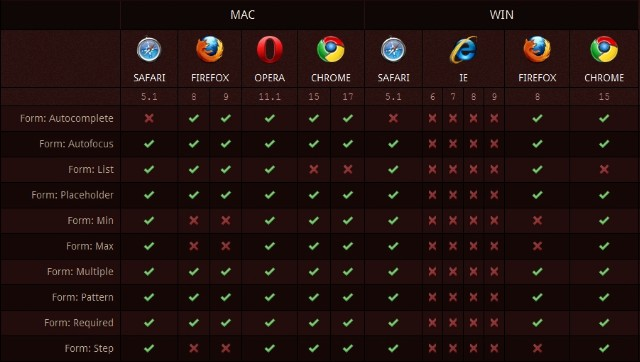 MAC WIN
SAFARI FIREFOX OPERA CHROME SAFARI IE FIREFOX CHROME
5.1 8 9 11.1 15 17 5.1 6 7 8 9 8 15
Form: Autocomplete
Form: Autofocus
Form: List
Form: Placeholder
Form: Min
Form: Max
Form: Multiple
Form: Pattern
Form: Required
Form: Step